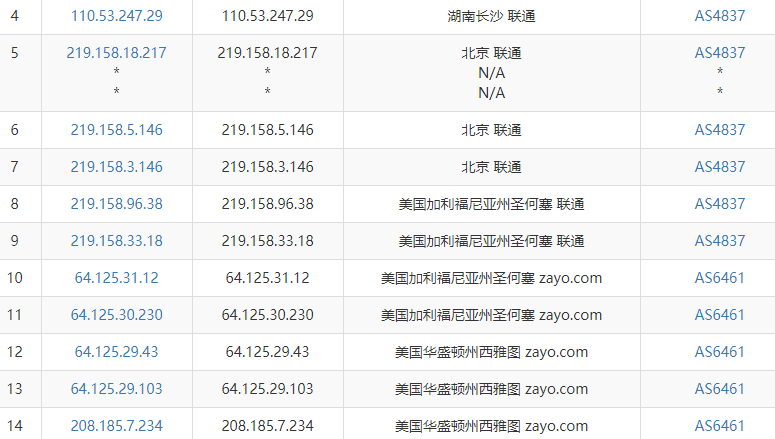 4 110.53.247.29 110.53.247.29 湖南长沙 联通 AS4837
5 219.158.18.217 219.158.18.217 北京 联通 AS4837
* * N/A *
* * N/A *
6 219.158.5.146 219.158.5.146 北京 联通 AS4837
7 219.158.3.146 219.158.3.146 北京 联通 AS4837
8 219.158.96.38 219.158.96.38 美国加利福尼亚州圣何塞 联通 AS4837
9 219.158.33.18 219.158.33.18 美国加利福尼亚州圣何塞 联通 AS4837
10 64.125.31.12 64.125.31.12 美国加利福尼亚州圣何塞 zayo.com AS6461
11 64.125.30.230 64.125.30.230 美国加利福尼亚州圣何塞 zayo.com AS6461
12 64.125.29.43 64.125.29.43 美国华盛顿州西雅图 zayo.com AS6461
13 64.125.29.103 64.125.29.103 美国华盛顿州西雅图 zayo.com AS6461
14 208.185.7.234 208.185.7.234 美国华盛顿州西雅图 zayo.com AS6461